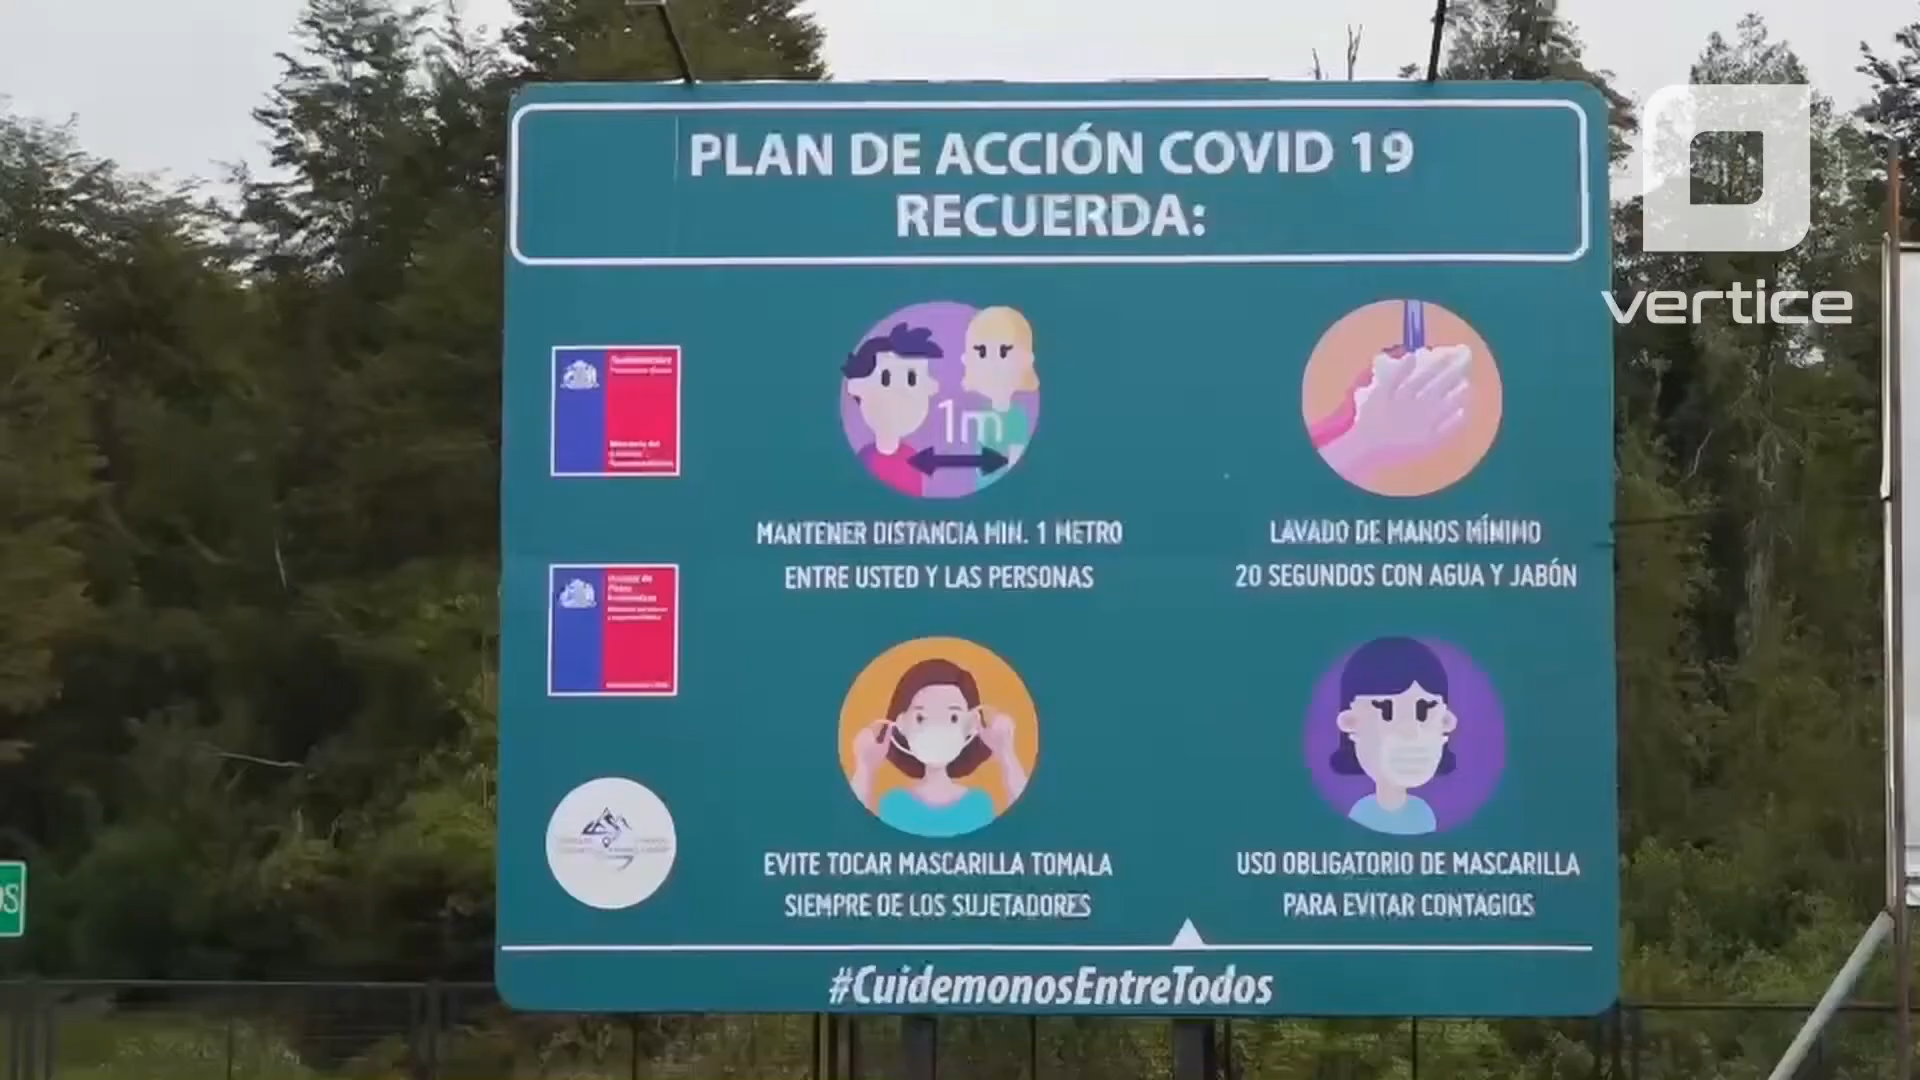 PLAN DE ACCIÓN COVID 19
RECUERDA:
vertice
1m
MANTENER DISTANCIA MIN. 1 METRO
ENTRE USTED Y LAS PERSONAS
LAVADO DE MANOS MÍNIMO
20 SEGUNDOS CON AGUA Y JABÓN
EVITE TOCAR MASCARILLA TOMALA
SIEMPRE DE LOS SUJETADORES
USO OBLIGATORIO DE MASCARILLA
PARA EVITAR CONTAGIOS
OS
#CuidemonosEntreTodos